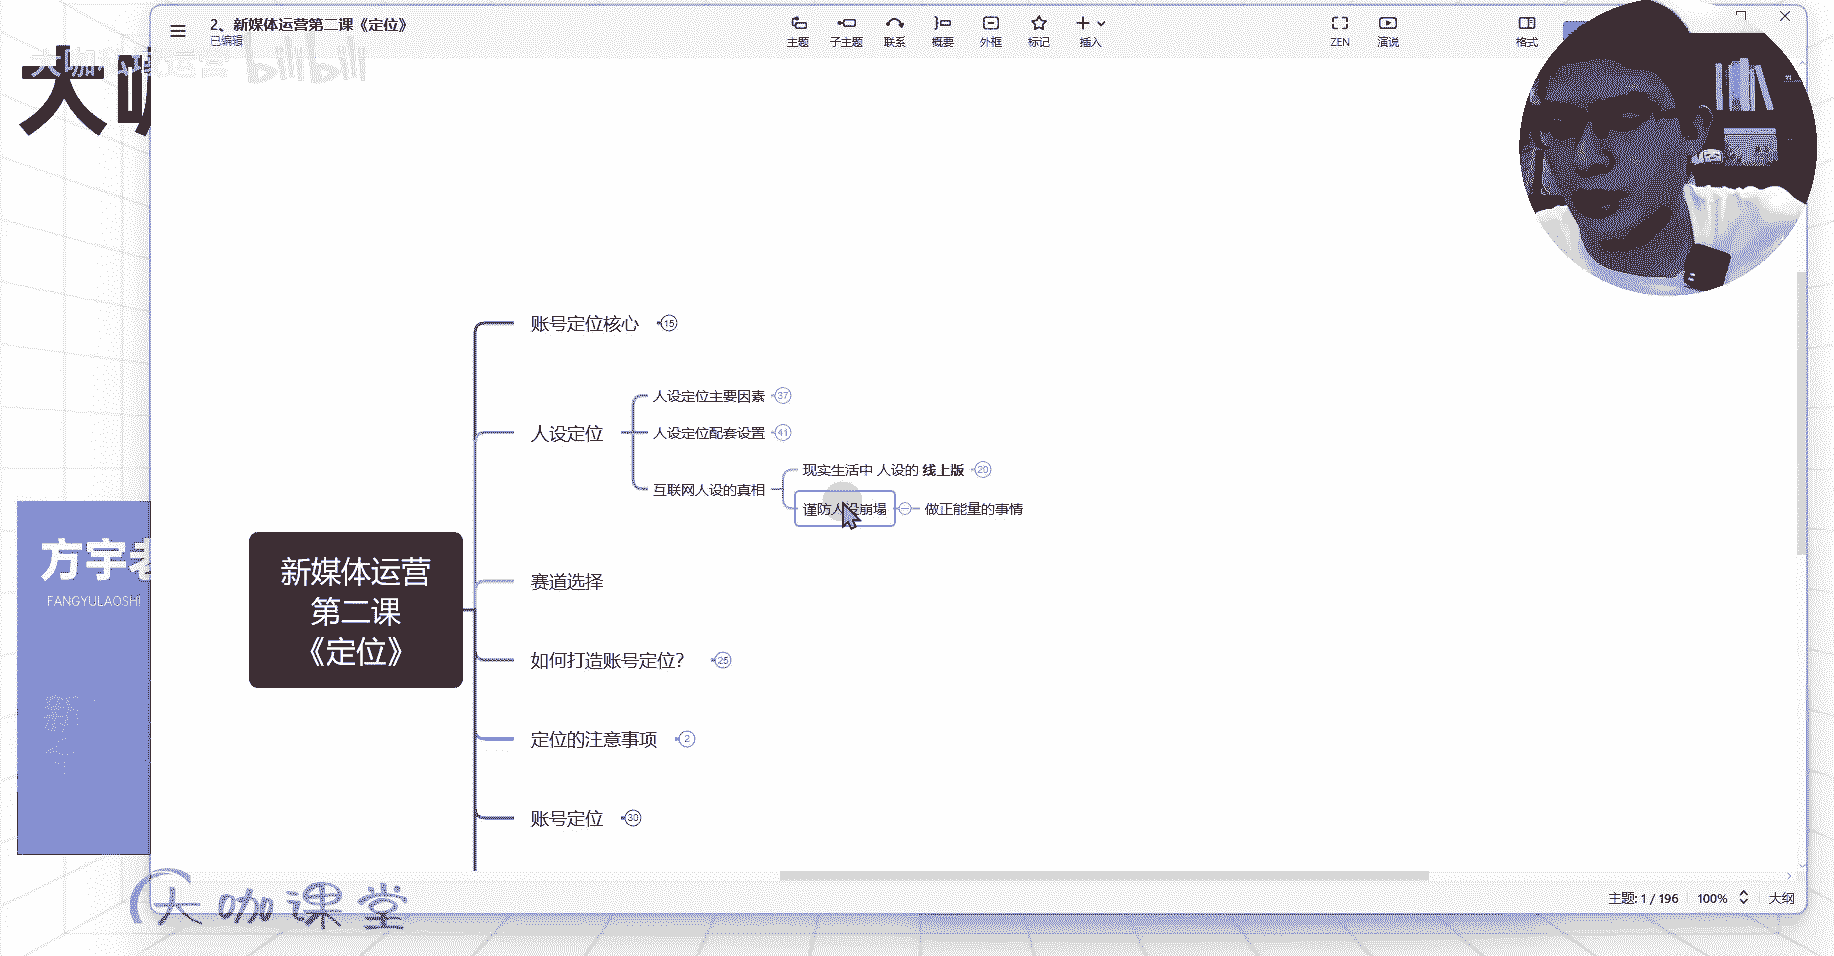 2、新媒体运营第二课《定位》
已编辑
主题
子主题
联系
概要
外框
标记
插入
ZEN
演说
格式
大咖
运营
bilibili
大
账号定位核心 15
人设定位
人设定位主要因素 37
人设定位配套设置 41
互联网人设的真相
现实生活中 人设的 线上版 20
谨防人设崩塌
做正能量的事情
新媒体运营
第二课
《定位》
赛道选择
如何打造账号定位？ 25
定位的注意事项 2
账号定位 30
方宇老
FANGYULAOSHI
大咖课堂
主题: 1 / 196
100%
大纲